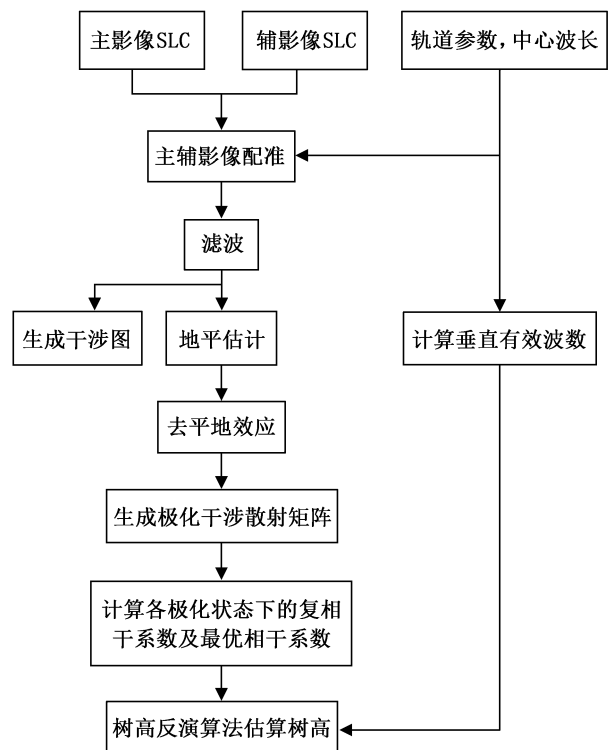 主影像SLC
辅影像SLC
轨道参数,中心波长
主辅影像配准
滤波
生成干涉图
地平估计
计算垂直有效波数
去平地效应
生成极化干涉散射矩阵
计算各极化状态下的复相
干系数及最优相干系数
树高反演算法估算树高